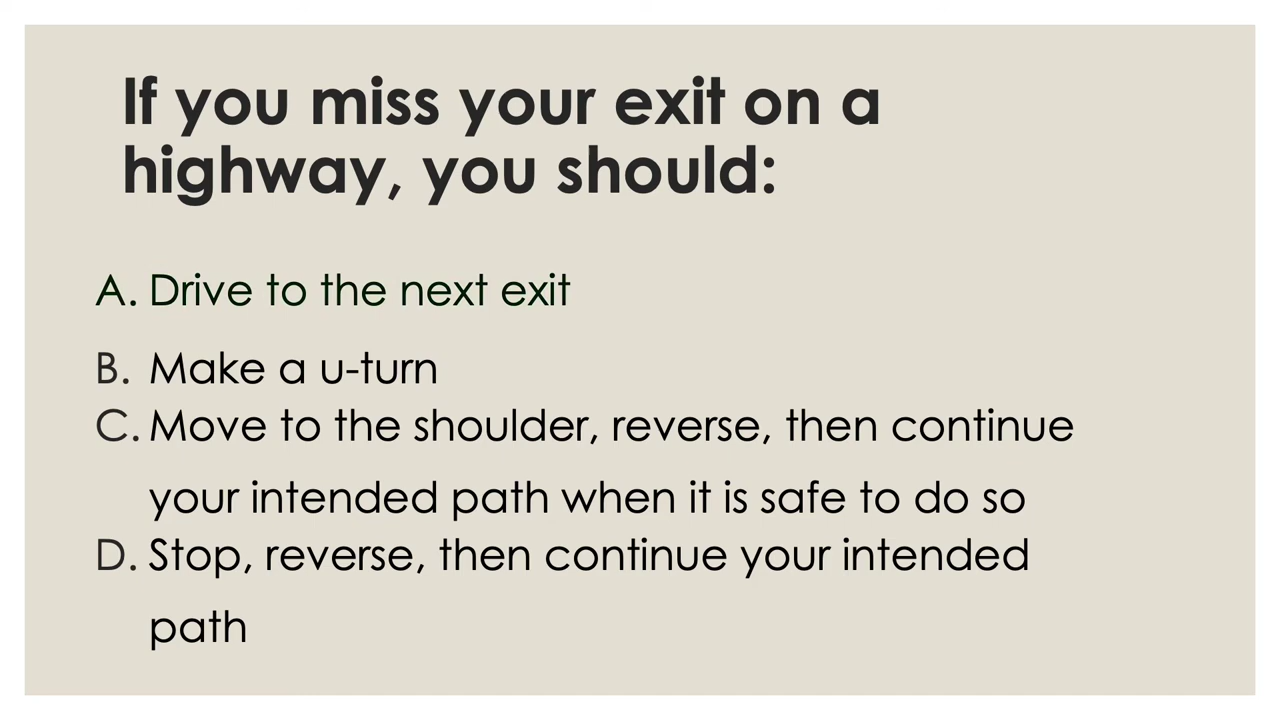 If you miss your exit on a
highway, you should:
A. Drive to the next exit
B. Make a u-turn
C. Move to the shoulder, reverse, then continue
your intended path when it is safe to do so
D. Stop, reverse, then continue your intended
path